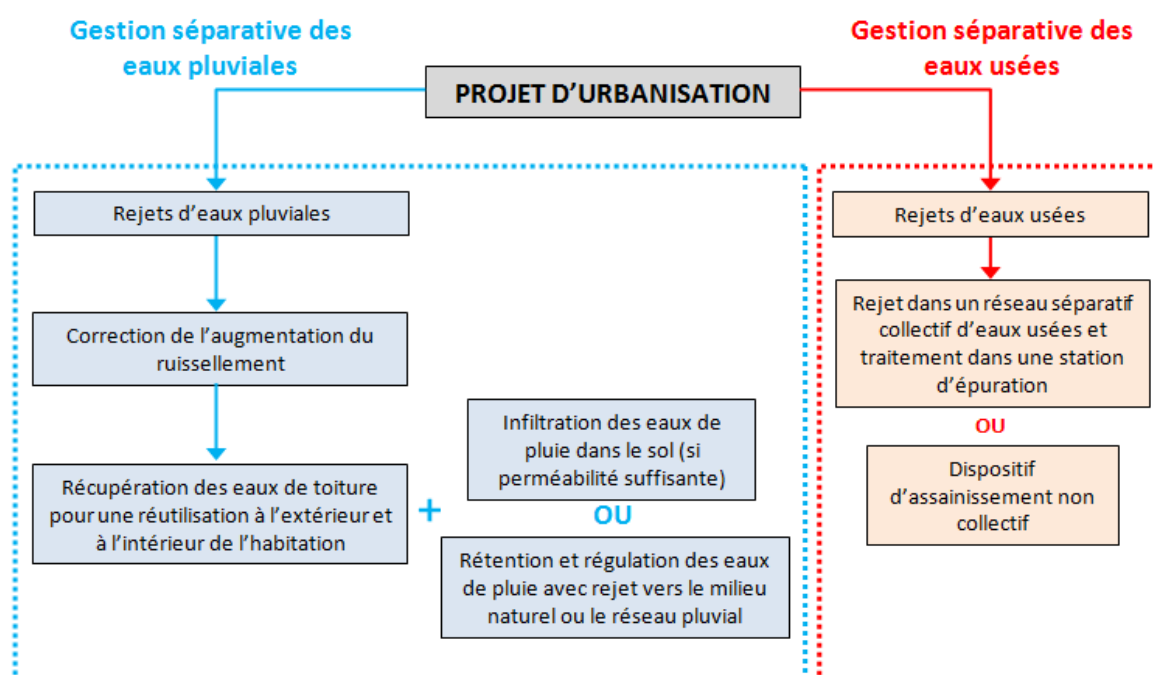 Gestion séparative des
eaux pluviales
PROJET D'URBANISATION
Gestion séparative des
eaux usées
Rejets d'eaux pluviales
Correction de l'augmentation du
ruissellement
Récupération des eaux de toiture
pour une réutilisation à l'extérieur et
à l'intérieur de l'habitation
+
Infiltration des eaux de
pluie dans le sol (si
perméabilité suffisante)
OU
Rétention et régulation des eaux
de pluie avec rejet vers le milieu
naturel ou le réseau pluvial
Rejets d'eaux usées
Rejet dans un réseau séparatif
collectif d'eaux usées et
traitement dans une station
d'épuration
OU
Dispositif
d'assainissement non
collectif